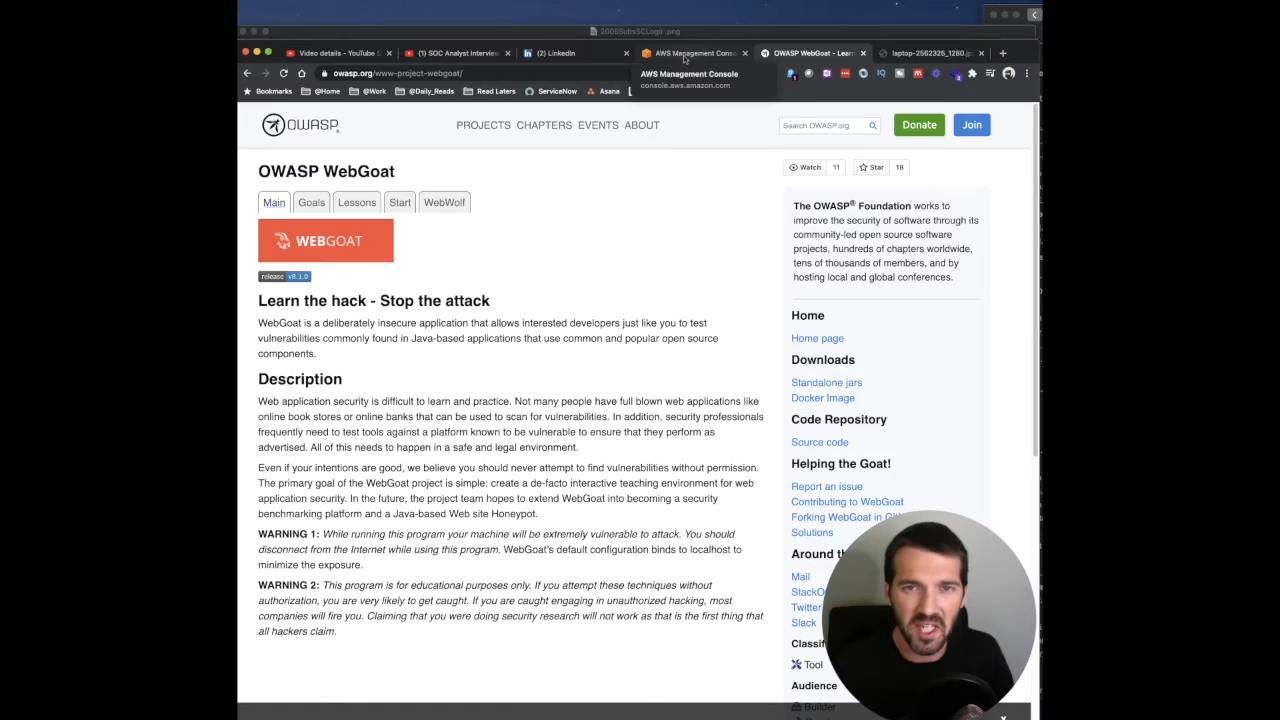 200SSubsSCLogo .png
Video details - YouTube S
(1) SOC Analyst Interview
(2) LinkedIn
AWS Management Conso
OWASP WebGoat - Learn
laptop-2562325_1280.jp
owasp.org/www-project-webgoat/
AWS Management Console
console.aws.amazon.com
Bookmarks
@Home
@Work
@Daily_Reads
Read Laters
ServiceNow
Asana
OWASP
PROJECTS CHAPTERS EVENTS ABOUT
Search OWASP.org
Donate
Join
OWASP WebGoat
Watch 11
Star 18
Main
Goals
Lessons
Start
WebWolf
WEBGOAT
release v8.1.0
Learn the hack - Stop the attack
WebGoat is a deliberately insecure application that allows interested developers just like you to test
vulnerabilities commonly found in Java-based applications that use common and popular open source
components.
Description
Web application security is difficult to learn and practice. Not many people have full blown web applications like
online book stores or online banks that can be used to scan for vulnerabilities. In addition, security professionals
frequently need to test tools against a platform known to be vulnerable to ensure that they perform as
advertised. All of this needs to happen in a safe and legal environment.
Even if your intentions are good, we believe you should never attempt to find vulnerabilities without permission.
The primary goal of the WebGoat project is simple: create a de-facto interactive teaching environment for web
application security. In the future, the project team hopes to extend WebGoat into becoming a security
benchmarking platform and a Java-based Web site Honeypot.
WARNING 1: While running this program your machine will be extremely vulnerable to attack. You should
disconnect from the Internet while using this program. WebGoat's default configuration binds to localhost to
minimize the exposure.
WARNING 2: This program is for educational purposes only. If you attempt these techniques without
authorization, you are very likely to get caught. If you are caught engaging in unauthorized hacking, most
companies will fire you. Claiming that you were doing security research will not work as that is the first thing that
all hackers claim.
The OWASP® Foundation works to
improve the security of software through its
community-led open source software
projects, hundreds of chapters worldwide,
tens of thousands of members, and by
hosting local and global conferences.
Home
Home page
Downloads
Standalone jars
Docker Image
Code Repository
Source code
Helping the Goat!
Report an issue
Contributing to WebGoat
Forking WebGoat in Git
Solutions
Around t
Mail
StackO
Twitter
Slack
Classif
Tool
Audience
Builder